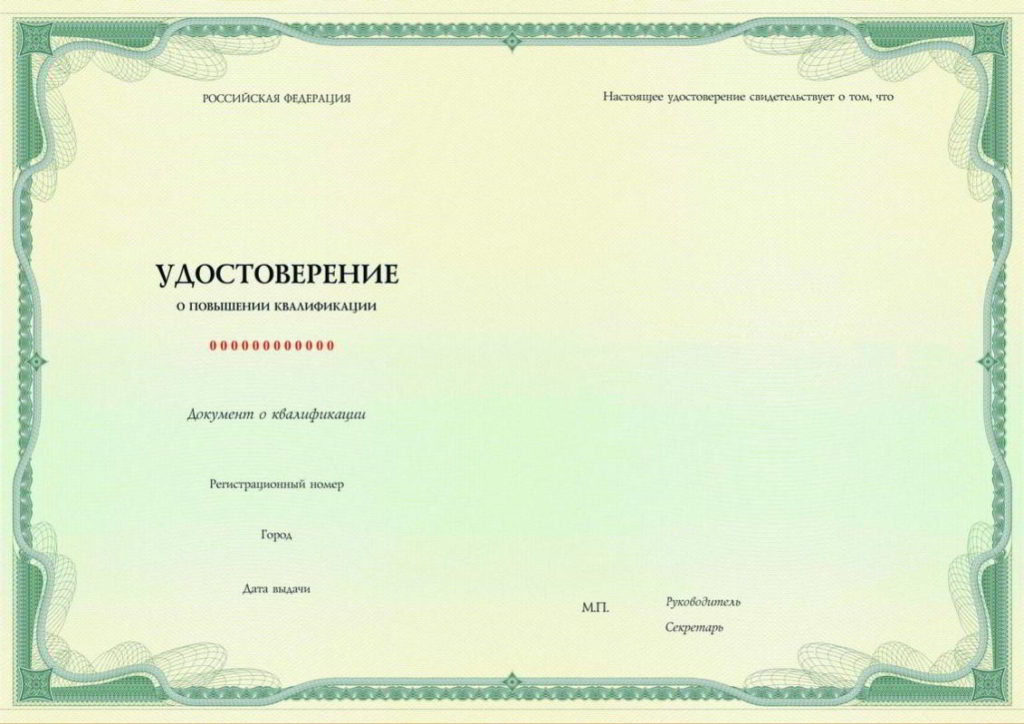 РОССИЙСКАЯ ФЕДЕРАЦИЯ
УДОСТОВЕРЕНИЕ
О ПОВЫШЕНИИ КВАЛИФИКАЦИИ
000000000000
Документ о квалификации
Регистрационный номер
Город
Дата выдачи
Настоящее удостоверение свидетельствует о том, что
М.П.
Руководитель
Секретарь